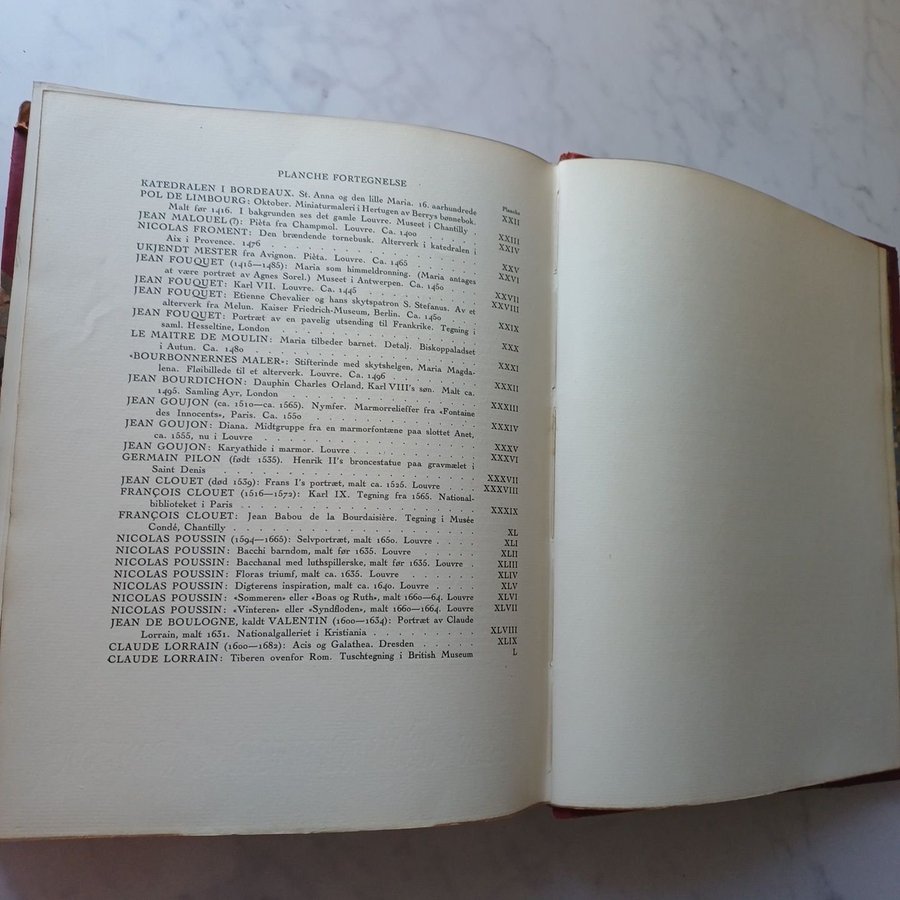 PLANCHE FORTEGNELSE
Planche
KATEDRALEN I BORDEAUX. St. Anna og den lille Maria. 16. aarhundrede XXII
POL DE LIMBOURG: Oktober. Miniaturmaleri i Hertugen av Berrys bønnebok.
Malt før 1416. I bakgrunden ses det gamle Louvre. Museet i Chantilly XXIII
JEAN MALOUEL (?): Pièta fra Champmol. Louvre. Ca. 1400 . . . . XXIV
NICOLAS FROMENT: Den brændende tornebusk. Alterverk i katedralen i
Aix i Provence. 1476 . . . . . . . . . . . . XXV
UKJENDT MESTER fra Avignon. Pièta. Louvre. Ca. 1465 . . . . . XXVI
JEAN FOUQUET (1415—1485): Maria som himmeldronning. (Maria antages
at være portræt av Agnes Sorel.) Museet i Antwerpen. Ca. 1450 . . XXVII
JEAN FOUQUET: Karl VII. Louvre. Ca. 1445 . . . . . . . XXVIII
JEAN FOUQUET: Etienne Chevalier og hans skytspatron S. Stefanus. Av et
alterverk fra Melun. Kaiser Friedrich-Museum, Berlin. Ca. 1450 . . XXIX
JEAN FOUQUET: Portræt av en pavelig utsending til Frankrike. Tegning i
saml. Hesseltine, London . . . . . . . . . . . XXX
LE MAITRE DE MOULIN: Maria tilbeder barnet. Detalj. Biskoppaladset
i Autun. Ca. 1480 . . . . . . . . . . . . XXXI
«BOURBONNERNES MALER»: Stifterinde med skytshelgen, Maria Magda-
lena. Fløibillede til et alterverk. Louvre. Ca. 1496 . . . . . XXXII
JEAN BOURDICHON: Dauphin Charles Orland, Karl VIII's søn. Malt ca.
1495. Samling Ayr, London . . . . . . . . . . XXXIII
JEAN GOUJON (ca. 1510—ca. 1565). Nymfer. Marmorrelieffer fra «Fontaine
des Innocents», Paris. Ca. 1550 . . . . . . . . . XXXIV
JEAN GOUJON: Diana. Midtgruppe fra en marmorfontæne paa slottet Anet,
ca. 1555, nu i Louvre . . . . . . . . . . . XXXV
JEAN GOUJON: Karyathide i marmor. Louvre . . . . . . . XXXVI
GERMAIN PILON (født 1535). Henrik II's broncestatue paa gravmælet i
Saint Denis . . . . . . . . . . . . . . XXXVII
JEAN CLOUET (død 1539): Frans I's portræt, malt ca. 1525. Louvre . . . XXXVIII
FRANÇOIS CLOUET (1516—1572): Karl IX. Tegning fra 1565. National-
biblioteket i Paris . . . . . . . . . . . . XXXIX
FRANÇOIS CLOUET: Jean Babou de la Bourdaisière. Tegning i Musée
Condé, Chantilly . . . . . . . . . . . . XL
NICOLAS POUSSIN (1594—1665): Selvportræt, malt 1650. Louvre . . . . XLI
NICOLAS POUSSIN: Bacchi barndom, malt før 1635. Louvre . . . . XLII
NICOLAS POUSSIN: Bacchanal med luthspillerske, malt før 1635. Louvre . XLIII
NICOLAS POUSSIN: Floras triumf, malt ca. 1635. Louvre . . . . . XLIV
NICOLAS POUSSIN: Digterens inspiration, malt ca. 1640. Louvre . . . XLV
NICOLAS POUSSIN: «Sommeren» eller «Boas og Ruth», malt 1660—64. Louvre XLVI
NICOLAS POUSSIN: «Vinteren» eller «Syndfloden», malt 1660—1664. Louvre XLVII
JEAN DE BOULOGNE, kaldt VALENTIN (1600—1634): Portræt av Claude
Lorrain, malt 1631. Nationalgalleriet i Kristiania . . . . . . XLVIII
CLAUDE LORRAIN (1600—1682): Acis og Galathea. Dresden . . . . . XLIX
CLAUDE LORRAIN: Tiberen ovenfor Rom. Tuschtegning i British Museum L